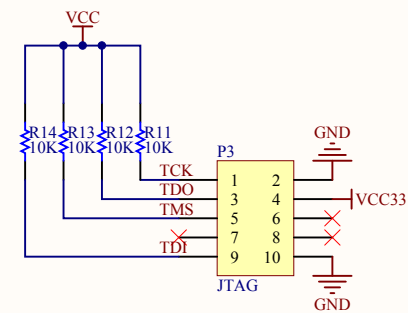 VCC
R14 R13 R12 R11
10K 10K 10K 10K
GND
P3
TCK 1 2
TDO 3 4 VCC33
TMS 5 6
7 8
TDI 9 10
JTAG
GND